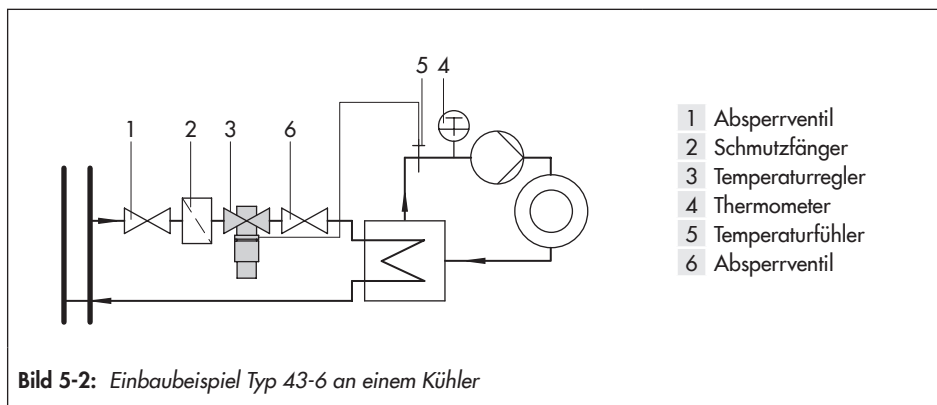 5 4
1 2 3 6
1 Absperrventil
2 Schmutzfänger
3 Temperaturregler
4 Thermometer
5 Temperaturfühler
6 Absperrventil
Bild 5-2: Einbaubeispiel Typ 43-6 an einem Kühler